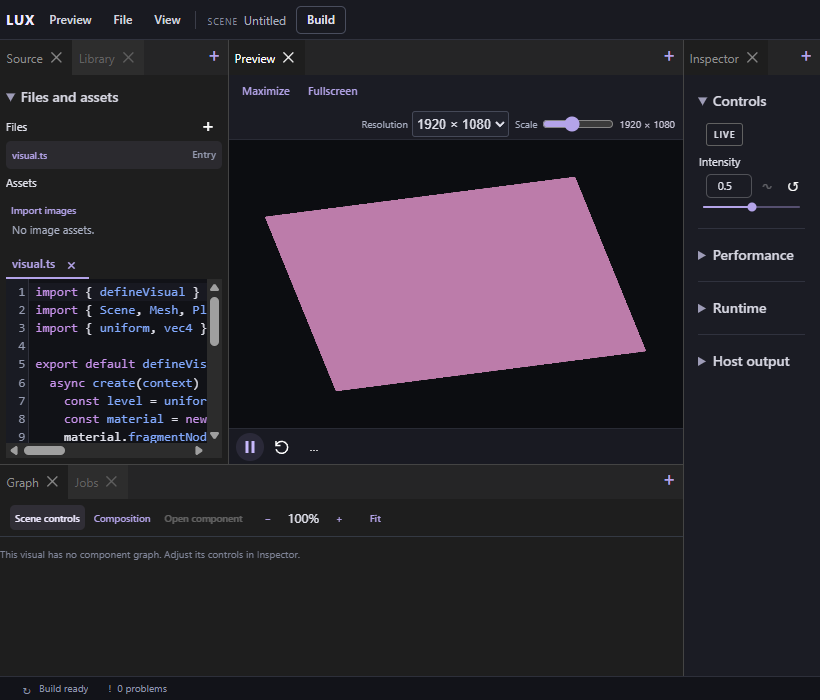 LUX Preview File View SCENE Untitled Build
Source Library +
Preview +
Inspector +
Files and assets
Files +
visual.ts Entry
Assets
Import images
No image assets.
visual.ts x
1 import { defineVisual }
2 import { Scene, Mesh, Pl
3 import { uniform, vec4 }
4
5 export default defineVis
6 async create(context)
7 const level = unifor
8 const material = new
9 material.fragmentNod
Maximize Fullscreen
Resolution 1920 × 1080 Scale 1920 × 1080
...
Controls
LIVE
Intensity
0.5
Performance
Runtime
Host output
Graph Jobs +
Scene controls Composition Open component − 100% + Fit
This visual has no component graph. Adjust its controls in Inspector.
Build ready ! 0 problems